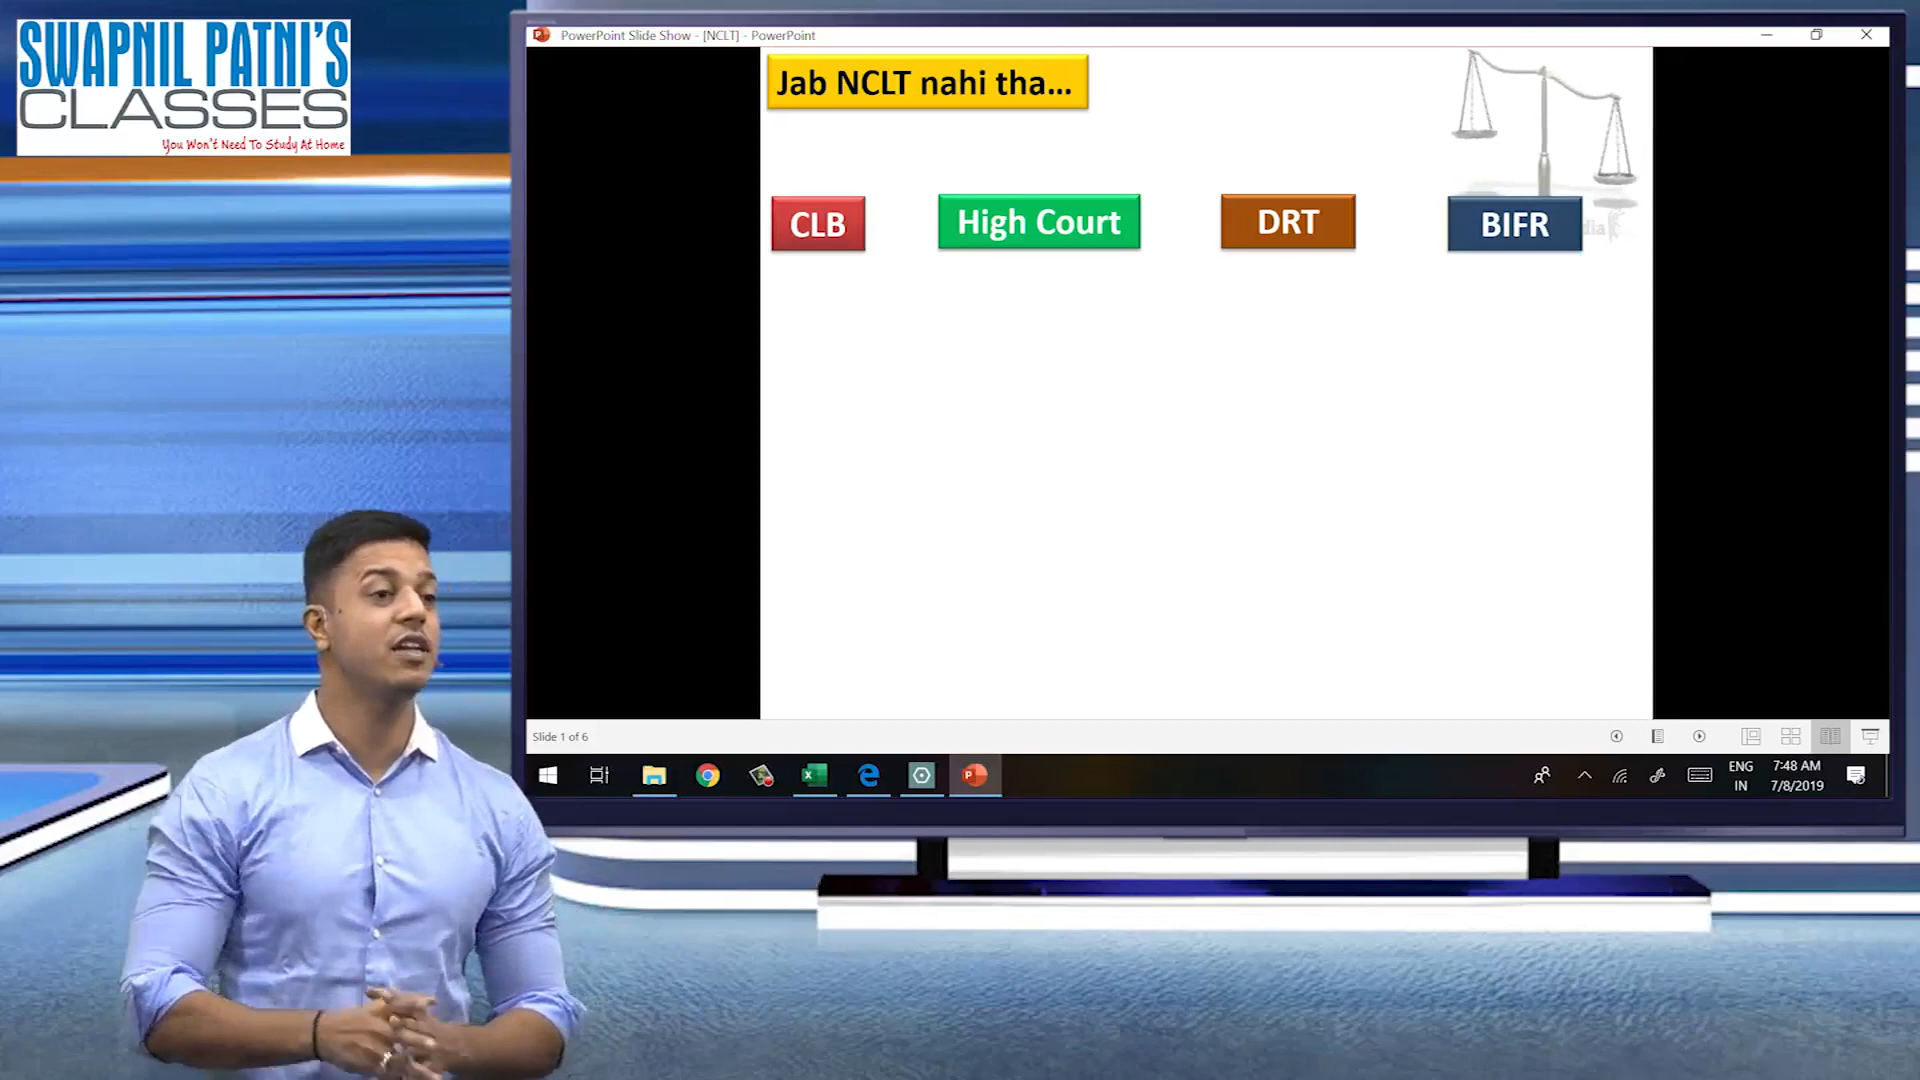 SWAPNIL PATNI'S
CLASSES
You Won't Need To Study At Home
PowerPoint Slide Show - [NCLT] - PowerPoint
Jab NCLT nahi tha...
CLB
High Court
DRT
BIFR
dia
Slide 1 of 6
ENG
IN
7:48 AM
7/8/2019